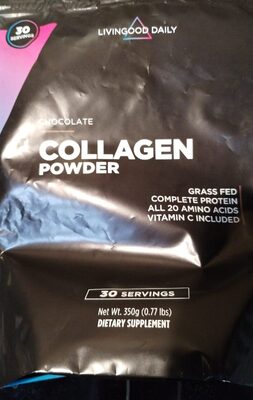 30
SERVINGS
LIVINGOOD DAILY
CHOCOLATE
COLLAGEN
POWDER
GRASS FED
COMPLETE PROTEIN
ALL 20 AMINO ACIDS
VITAMIN C INCLUDED
30 SERVINGS
Net Wt. 350g (0.77 lbs)
DIETARY SUPPLEMENT